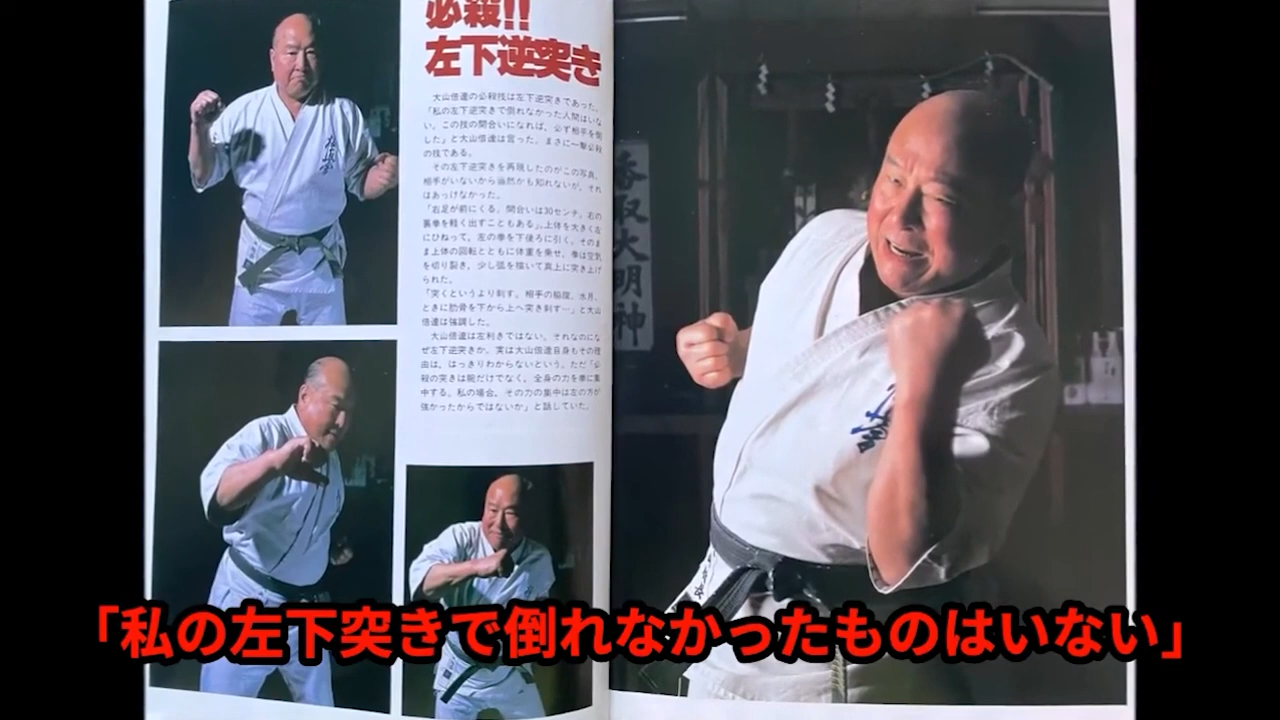 必殺!!
左下逆突き
大山倍達の必殺技は左下逆突きであった。
「私の左下逆突きで倒れなかった人間はいな
い。この技の間合いになれば、必ず相手を倒
した」と大山倍達は言った。まさに一撃必殺
の技である。
その左下逆突きを再現したのがこの写真。
相手がいないから当然かも知れないが、それ
はあっけなかった。
「右足が前にくる。間合いは30センチ。右の
裏拳を軽く出すこともある」。上体を大きく左
にひねって、左の拳を下後ろに引く。そのま
ま上体の回転とともに体重を乗せ、拳は空気
を切り裂き、少し弧を描いて真上に突き上げ
られた。
「突くというより刺す。相手の脇腹、水月、
ときに肋骨を下から上へ突き刺す…」と大山
倍達は強調した。
大山倍達は左利きではない。それなのにな
ぜ左下逆突きか。実は大山倍達自身もその理
由は、はっきりわからないという。ただ「必
殺の突きは腕だけでなく、全身の力を拳に集
中する。私の場合、その力の集中は左の方が
強かったからではないか」と話していた。
香取大明神
「私の左下突きで倒れなかったものはいない」